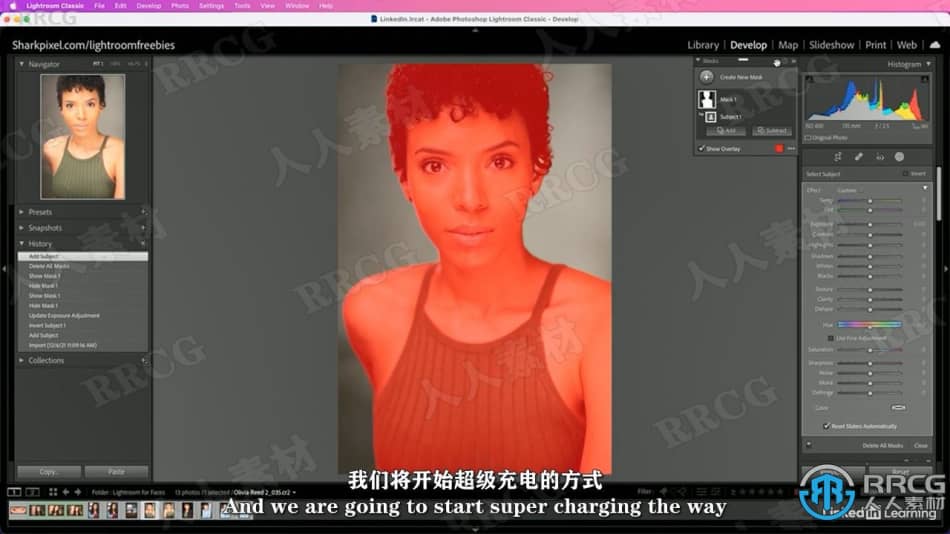 Lightroom Classic File Edit Develop Photo Settings Tools View Window Help
LinkedIn.lrcat - Adobe Photoshop Lightroom Classic - Develop
Sharkpixel.com/lightroomfreebies
Library | Develop | Map | Slideshow | Print | Web
Navigator
Histogram
Masks
Create New Mask
Mask 1
Subject 1
Add Subtract
Show Overlay
Original Photo
Select Subject Invert
Effect: Custom
Presets
Snapshots
History
Add Subject
Delete All Masks
Show Mask 1
Hide Mask 1
Show Mask 1
Hide Mask 1
Update Exposure Adjustment
Invert Subject 1
Add Subject
Import (12/6/21 11:09:16 AM)
Collections
Temp
Tint
Exposure
Contrast
Highlights
Shadows
Whites
Blacks
Texture
Clarity
Dehaze
Hue
Use Fine Adjustment
Saturation
Sharpness
Noise
Moiré
Defringe
Color
Reset Sliders Automatically
Delete All Masks Close
Copy... Paste
Reset
Folder : Lightroom for Faces 13 photos / 1 selected / Olivia Reed 2_035.cr2
Filter :
我们将开始超级充电的方式
And we are going to start super charging the way
RRCG
人人素材
LinkedIn Learning